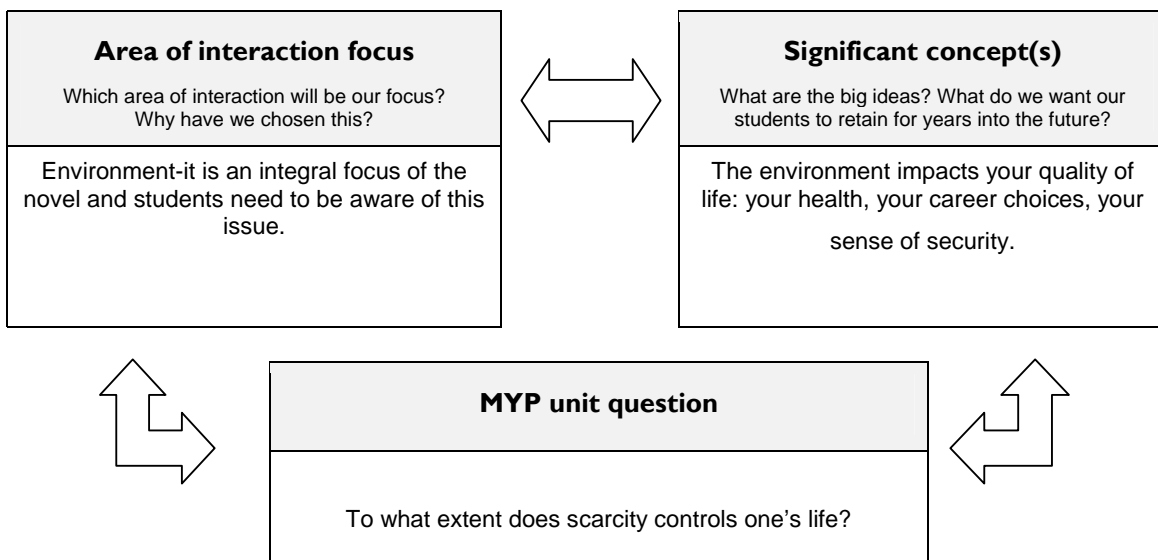 Area of interaction focus
Which area of interaction will be our focus?
Why have we chosen this?
Environment-it is an integral focus of the
novel and students need to be aware of this
issue.
Significant concept(s)
What are the big ideas? What do we want our
students to retain for years into the future?
The environment impacts your quality of
life: your health, your career choices, your
sense of security.
MYP unit question
To what extent does scarcity controls one's life?